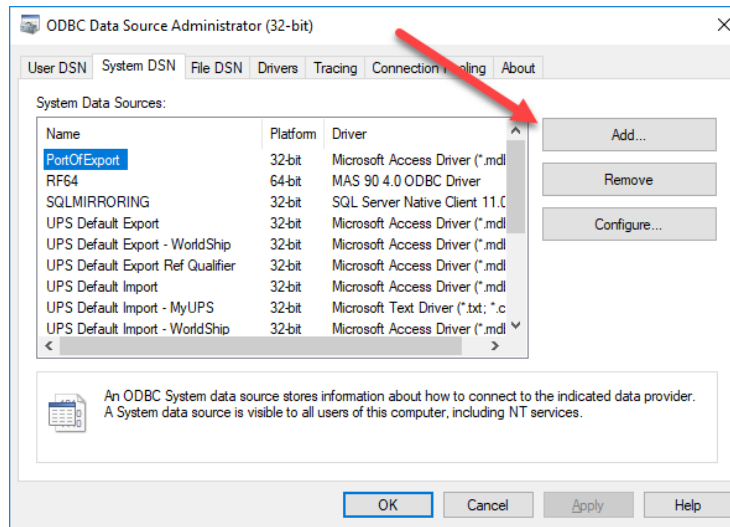 ODBC Data Source Administrator (32-bit)
User DSN System DSN File DSN Drivers Tracing Connection Pooling About
System Data Sources:
Name Platform Driver
PortOfExport 32-bit Microsoft Access Driver (*.mdl
RF64 64-bit MAS 90 4.0 ODBC Driver
SQLMIRRORING 32-bit SQL Server Native Client 11.0
UPS Default Export 32-bit Microsoft Access Driver (*.mdl
UPS Default Export - WorldShip 32-bit Microsoft Access Driver (*.mdl
UPS Default Export Ref Qualifier 32-bit Microsoft Access Driver (*.mdl
UPS Default Import 32-bit Microsoft Access Driver (*.mdl
UPS Default Import - MyUPS 32-bit Microsoft Text Driver (*.txt; *.c
UPS Default Import - WorldShip 32-bit Microsoft Access Driver (*.mdl
Add...
Remove
Configure...
An ODBC System data source stores information about how to connect to the indicated data provider.
A System data source is visible to all users of this computer, including NT services.
OK Cancel Apply Help